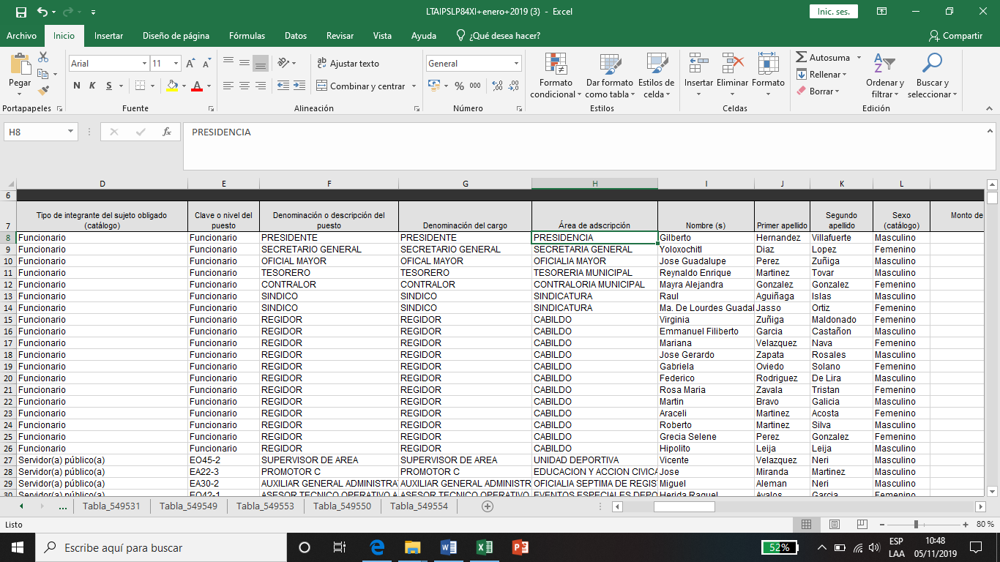 LTAIPSLP84XI+enero+2019 (3) - Excel
Inic. ses.
Archivo Inicio Insertar Diseño de página Fórmulas Datos Revisar Vista Ayuda ¿Qué desea hacer? Compartir
Pegar
Arial 11
N K S
ab Ajustar texto
Combinar y centrar
General
% 000
Formato condicional
Dar formato como tabla
Estilos de celda
Insertar Eliminar Formato
Autosuma
Rellenar
Borrar
Ordenar y filtrar
Buscar y seleccionar
Portapapeles Fuente Alineación Número Estilos Celdas Edición
H8 fx PRESIDENCIA
D E F G H I J K L
6
7 Tipo de integrante del sujeto obligado (catálogo) Clave o nivel del puesto Denominación o descripción del puesto Denominación del cargo Área de adscripción Nombre (s) Primer apellido Segundo apellido Sexo (catálogo) Monto de
8 Funcionario Funcionario PRESIDENTE PRESIDENTE PRESIDENCIA Gilberto Hernandez Villafuerte Masculino
9 Funcionario Funcionario SECRETARIO GENERAL SECRETARIO GENERAL SECRETARIA GENERAL Yoloxochitl Diaz Lopez Femenino
10 Funcionario Funcionario OFICIAL MAYOR OFICAL MAYOR OFICIALIA MAYOR Jose Guadalupe Perez Zuñiga Masculino
11 Funcionario Funcionario TESORERO TESORERO TESORERIA MUNICIPAL Reynaldo Enrique Martinez Tovar Masculino
12 Funcionario Funcionario CONTRALOR CONTRALOR CONTRALORIA MUNICIPAL Mayra Alejandra Gonzalez Gonzalez Femenino
13 Funcionario Funcionario SINDICO SINDICO SINDICATURA Raul Aguiñaga Islas Masculino
14 Funcionario Funcionario SINDICO SINDICO SINDICATURA Ma. De Lourdes Guadal Jasso Ortiz Femenino
15 Funcionario Funcionario REGIDOR REGIDOR CABILDO Virginia Zuñiga Maldonado Femenino
16 Funcionario Funcionario REGIDOR REGIDOR CABILDO Emmanuel Filiberto Garcia Castañon Masculino
17 Funcionario Funcionario REGIDOR REGIDOR CABILDO Mariana Velazquez Nava Femenino
18 Funcionario Funcionario REGIDOR REGIDOR CABILDO Jose Gerardo Zapata Rosales Masculino
19 Funcionario Funcionario REGIDOR REGIDOR CABILDO Gabriela Oviedo Solano Femenino
20 Funcionario Funcionario REGIDOR REGIDOR CABILDO Federico Rodriguez De Lira Masculino
21 Funcionario Funcionario REGIDOR REGIDOR CABILDO Rosa Maria Zavala Tristan Femenino
22 Funcionario Funcionario REGIDOR REGIDOR CABILDO Martin Bravo Galicia Masculino
23 Funcionario Funcionario REGIDOR REGIDOR CABILDO Araceli Martinez Acosta Femenino
24 Funcionario Funcionario REGIDOR REGIDOR CABILDO Roberto Martinez Silva Masculino
25 Funcionario Funcionario REGIDOR REGIDOR CABILDO Grecia Selene Perez Gonzalez Femenino
26 Funcionario Funcionario REGIDOR REGIDOR CABILDO Hipolito Leija Leija Masculino
27 Servidor(a) público(a) EO45-2 SUPERVISOR DE AREA SUPERVISOR DE AREA UNIDAD DEPORTIVA Vicente Velazquez Neri Masculino
28 Servidor(a) público(a) EA22-3 PROMOTOR C PROMOTOR C EDUCACION Y ACCION CIVICA Jose Miranda Martinez Masculino
29 Servidor(a) público(a) EA30-2 AUXILIAR GENERAL ADMINISTRA AUXILIAR GENERAL ADMINISTR OFICIALIA SEPTIMA DE REGIS Miguel Aleman Neri Masculino
30 Servidor(a) público(a) EO42-1 ASESOR TECNICO OPERATIVO A ASESOR TECNICO OPERATIVO EVENTOS ESPECIALES DEPO Herida Raquel Avalos Garcia Femenino
... Tabla_549531 Tabla_549549 Tabla_549553 Tabla_549550 Tabla_549554
Listo 80 %
Escribe aquí para buscar
52%
ESP
LAA
10:48
05/11/2019